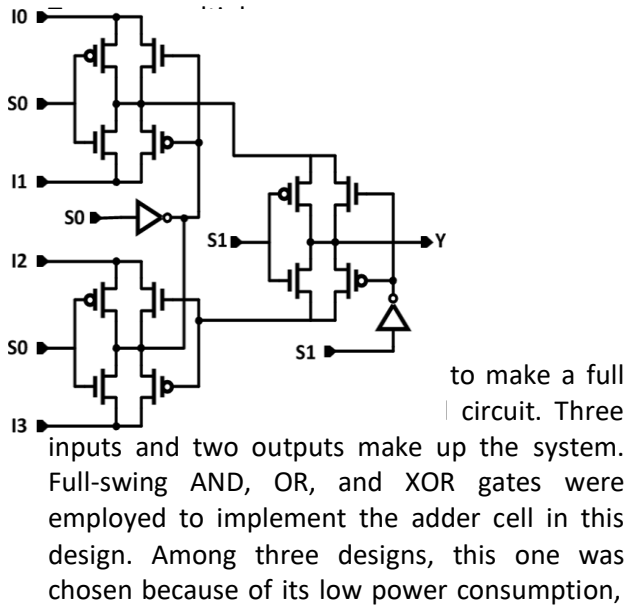 I0
S0
I1
S0
I2
S0
I3
S1
Y
S1
to make a full
circuit. Three
inputs and two outputs make up the system.
Full-swing AND, OR, and XOR gates were
employed to implement the adder cell in this
design. Among three designs, this one was
chosen because of its low power consumption,